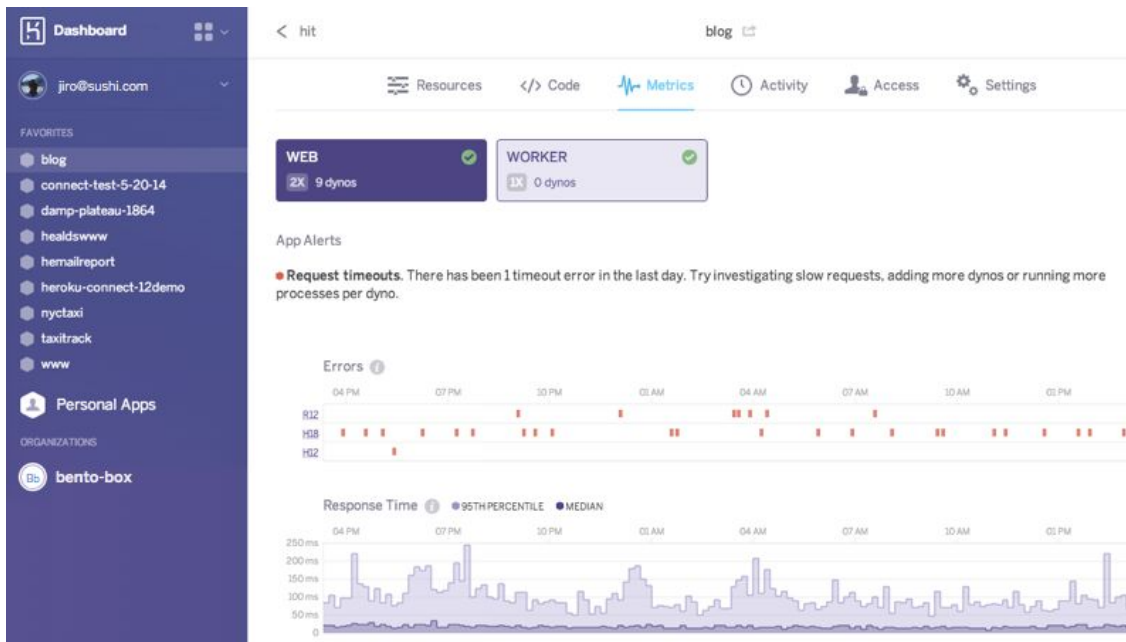 Dashboard
jiro@sushi.com
FAVORITES
blog
connect-test-5-20-14
damp-plateau-1864
healdswww
hemailreport
heroku-connect-12demo
nyctaxi
taxitrack
www
Personal Apps
ORGANIZATIONS
Bb bento-box
hit
blog
Resources </> Code Metrics Activity Access Settings
WEB
2X 9 dynos
WORKER
1X 0 dynos
App Alerts
Request timeouts. There has been 1 timeout error in the last day. Try investigating slow requests, adding more dynos or running more
processes per dyno.
Errors i
04 PM 07 PM 10 PM 01 AM 04 AM 07 AM 10 AM 01 PM
R12
H18
H12
Response Time i 95TH PERCENTILE MEDIAN
04 PM 07 PM 10 PM 01 AM 04 AM 07 AM 10 AM 01 PM
250 ms
200 ms
150 ms
100 ms
50 ms
0